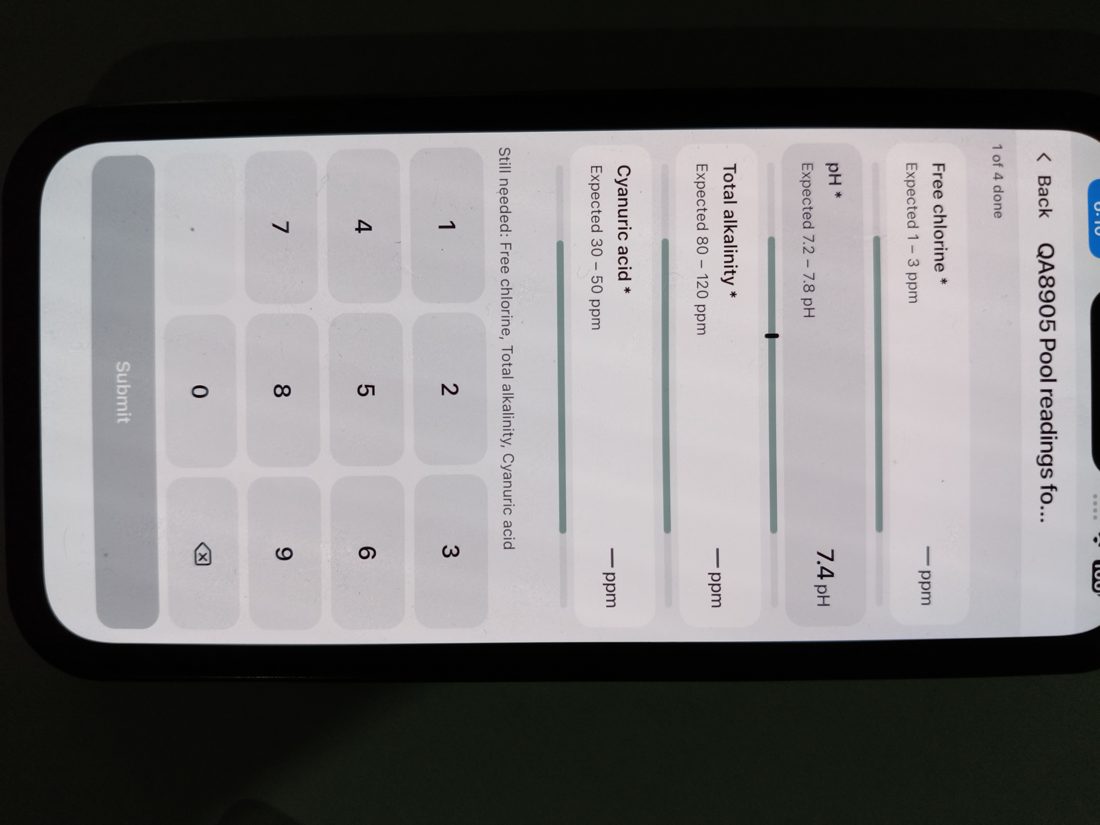 < Back QA8905 Pool readings fo...
1 of 4 done
Free chlorine *
Expected 1 – 3 ppm
— ppm
pH *
Expected 7.2 – 7.8 pH
7.4 pH
Total alkalinity *
Expected 80 – 120 ppm
— ppm
Cyanuric acid *
Expected 30 – 50 ppm
— ppm
Still needed: Free chlorine, Total alkalinity, Cyanuric acid
1 2 3
4 5 6
7 8 9
0
Submit